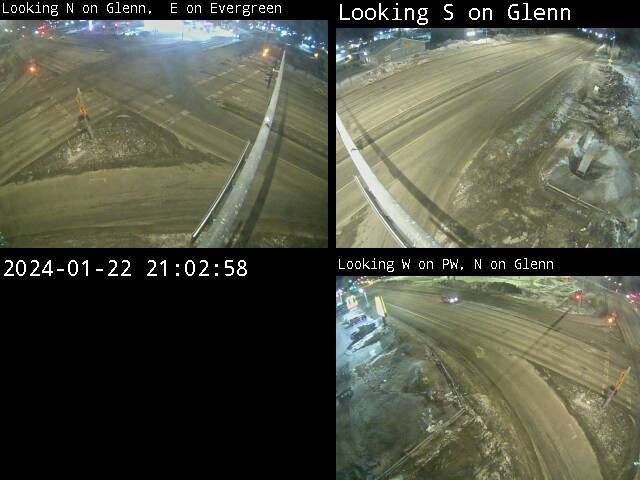 Looking N on Glenn,  E on Evergreen
Looking S on Glenn
2024-01-22 21:02:58
Looking W on PW, N on Glenn